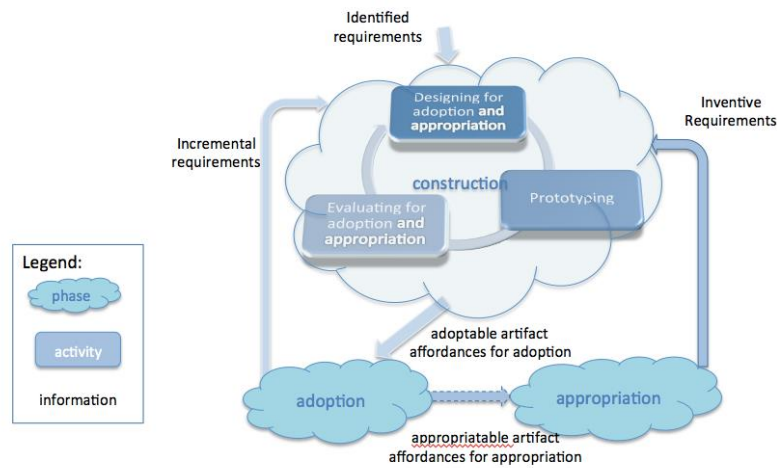 Identified
requirements
Designing for
adoption and
appropriation
Inventive
Requirements
Incremental
requirements
construction
Prototyping
Evaluating for
adoption and
appropriation
Legend:
phase
activity
information
adoptable artifact
affordances for adoption
adoption
appropriation
appropriatable artifact
affordances for appropriation